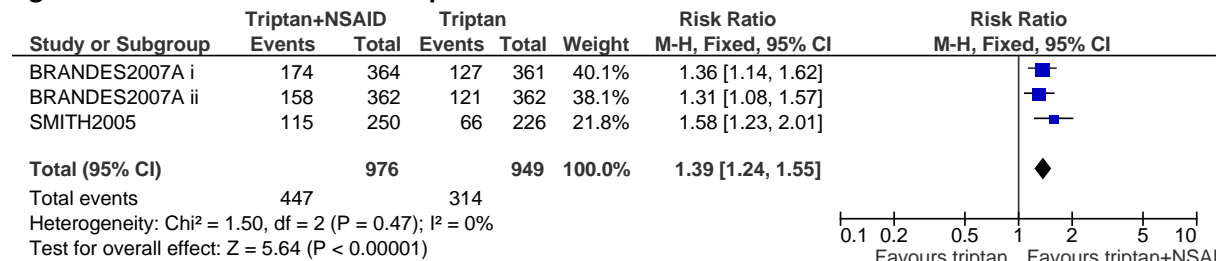 Triptan+NSAID Triptan Risk Ratio Risk Ratio
Study or Subgroup Events Total Events Total Weight M-H, Fixed, 95% CI M-H, Fixed, 95% CI
BRANDES2007A i 174 364 127 361 40.1% 1.36 [1.14, 1.62]
BRANDES2007A ii 158 362 121 362 38.1% 1.31 [1.08, 1.57]
SMITH2005 115 250 66 226 21.8% 1.58 [1.23, 2.01]
Total (95% CI) 976 949 100.0% 1.39 [1.24, 1.55]
Total events 447 314
Heterogeneity: Chi² = 1.50, df = 2 (P = 0.47); I² = 0%
Test for overall effect: Z = 5.64 (P < 0.00001)
0.1 0.2 0.5 1 2 5 10
Favours triptan Favours triptan+NSAI